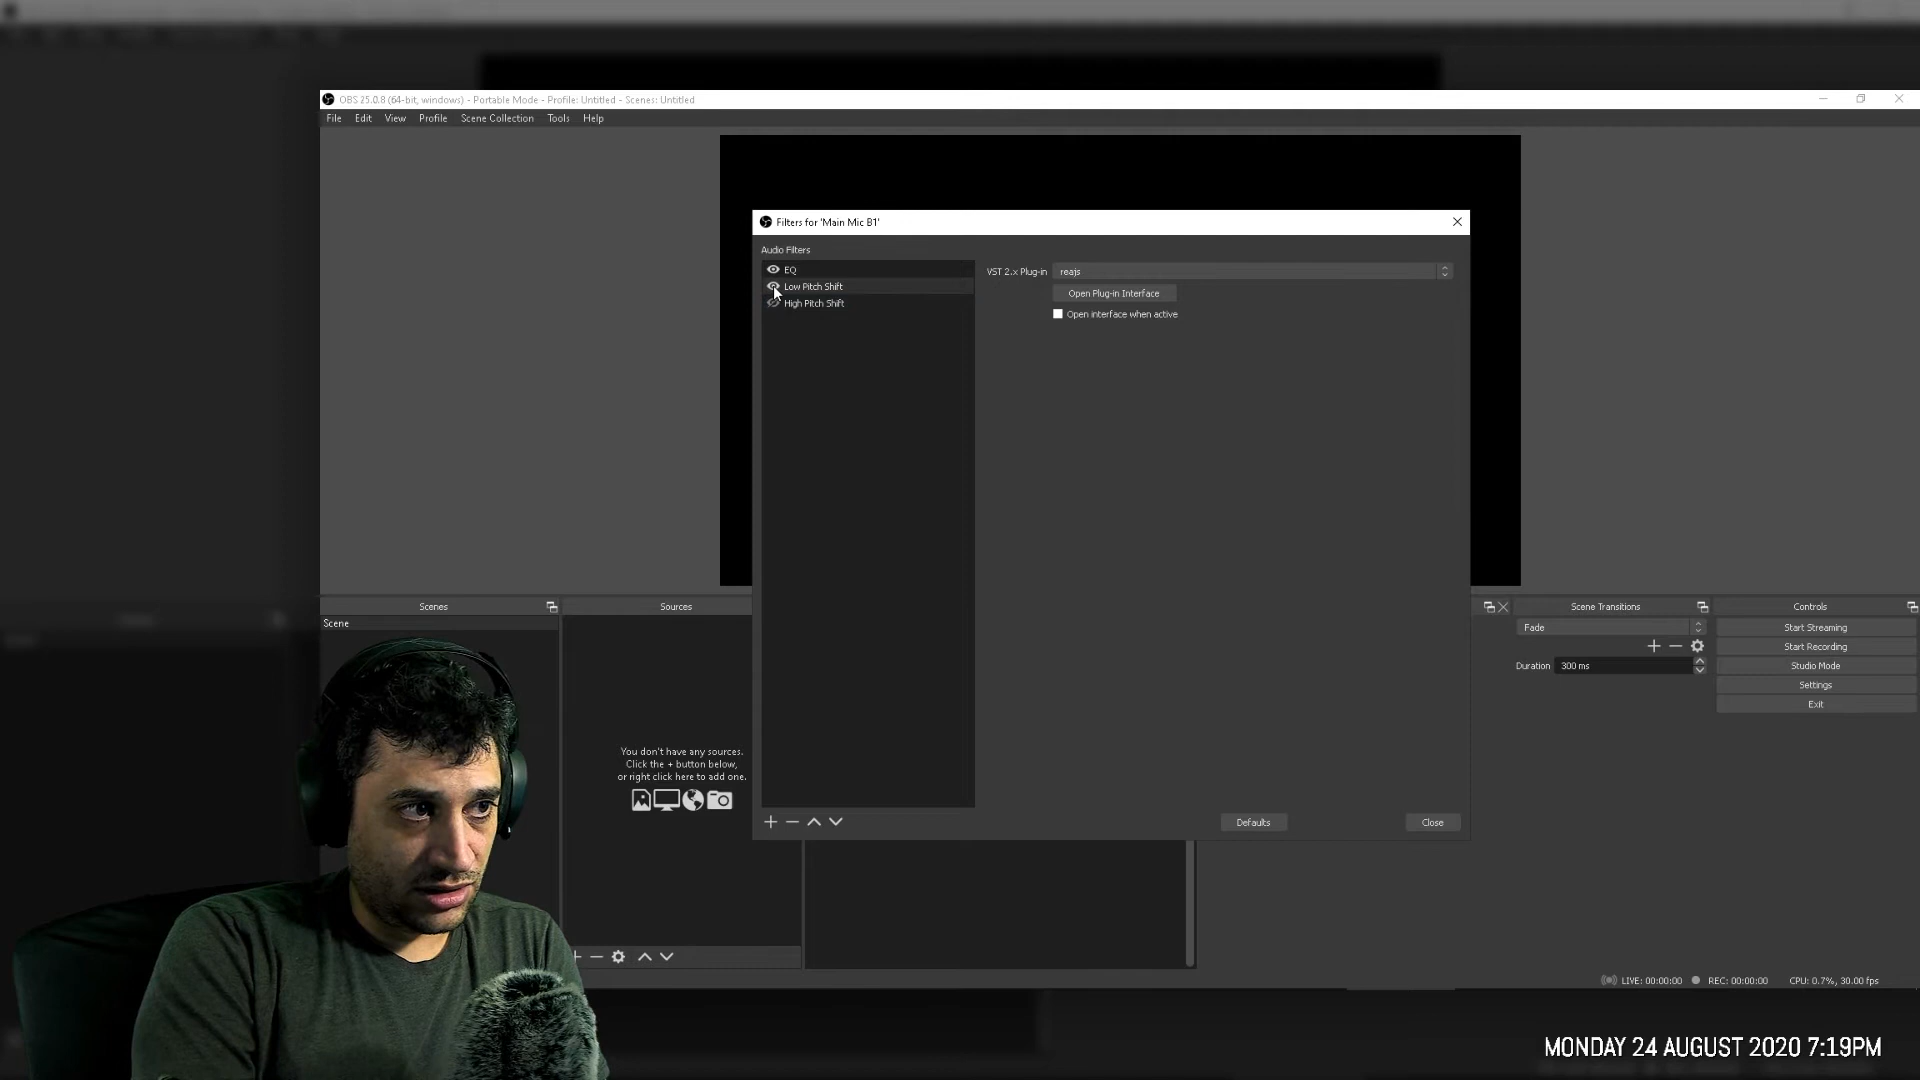 OBS 25.0.8 (64-bit, windows) - Portable Mode - Profile: Untitled - Scenes: Untitled
File Edit View Profile Scene Collection Tools Help
Filters for 'Main Mic B1'
Audio Filters
EQ
Low Pitch Shift
High Pitch Shift
VST 2.x Plug-in reajs
Open Plug-in Interface
Open interface when active
Defaults Close
Scenes
Scene
Sources
You don't have any sources.
Click the + button below,
or right click here to add one.
Scene Transitions
Fade
Duration 300 ms
Controls
Start Streaming
Start Recording
Studio Mode
Settings
Exit
LIVE: 00:00:00 REC: 00:00:00 CPU: 0.7%, 30.00 fps
MONDAY 24 AUGUST 2020 7:19PM